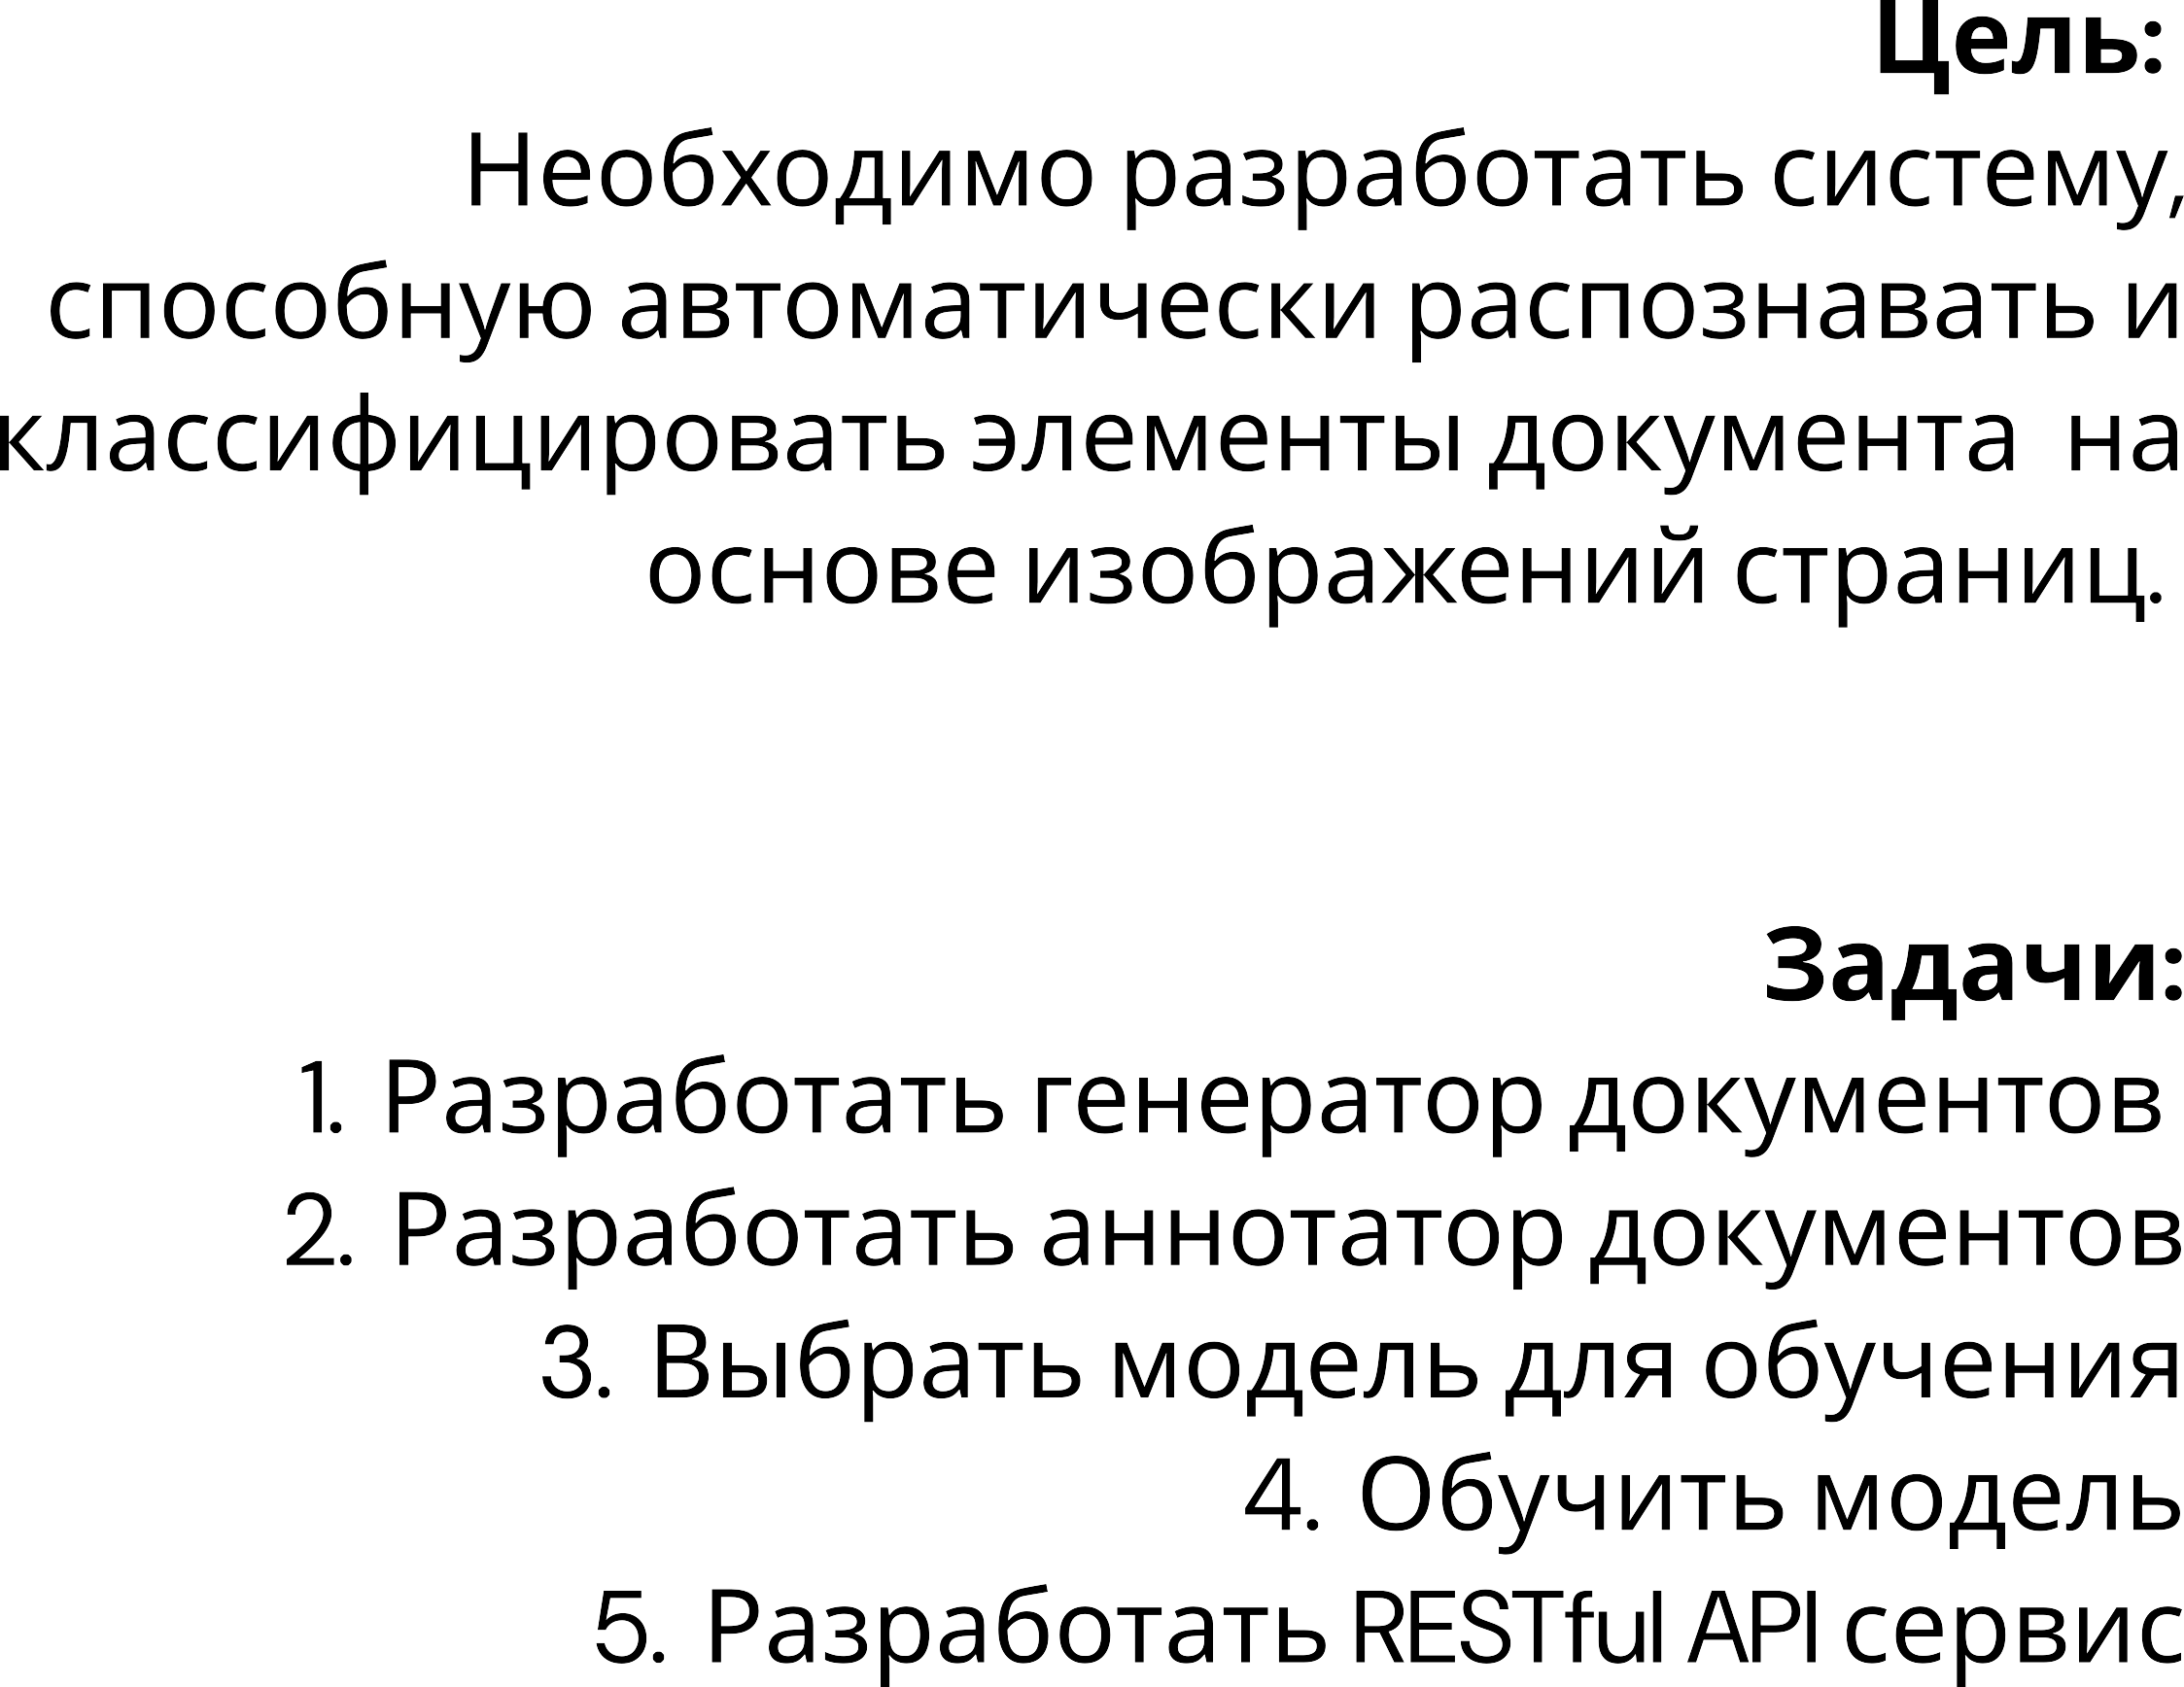 Цель:
Необходимо разработать систему,
способную автоматически распознавать и
классифицировать элементы документа на
основе изображений страниц.
Задачи:
1. Разработать генератор документов
2. Разработать аннотатор документов
3. Выбрать модель для обучения
4. Обучить модель
5. Разработать RESTful API сервис